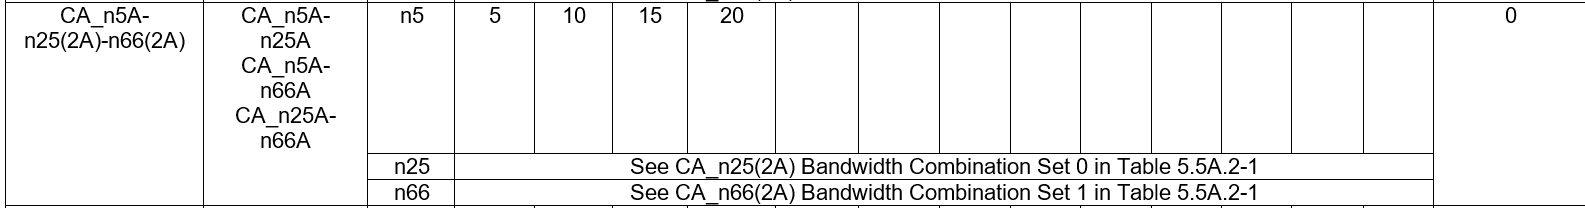 CA_n5A-
n25(2A)-n66(2A)
CA_n5A-
n25A
CA_n5A-
n66A
CA_n25A-
n66A
n5
5
10
15
20
0
n25
See CA_n25(2A) Bandwidth Combination Set 0 in Table 5.5A.2-1
n66
See CA_n66(2A) Bandwidth Combination Set 1 in Table 5.5A.2-1